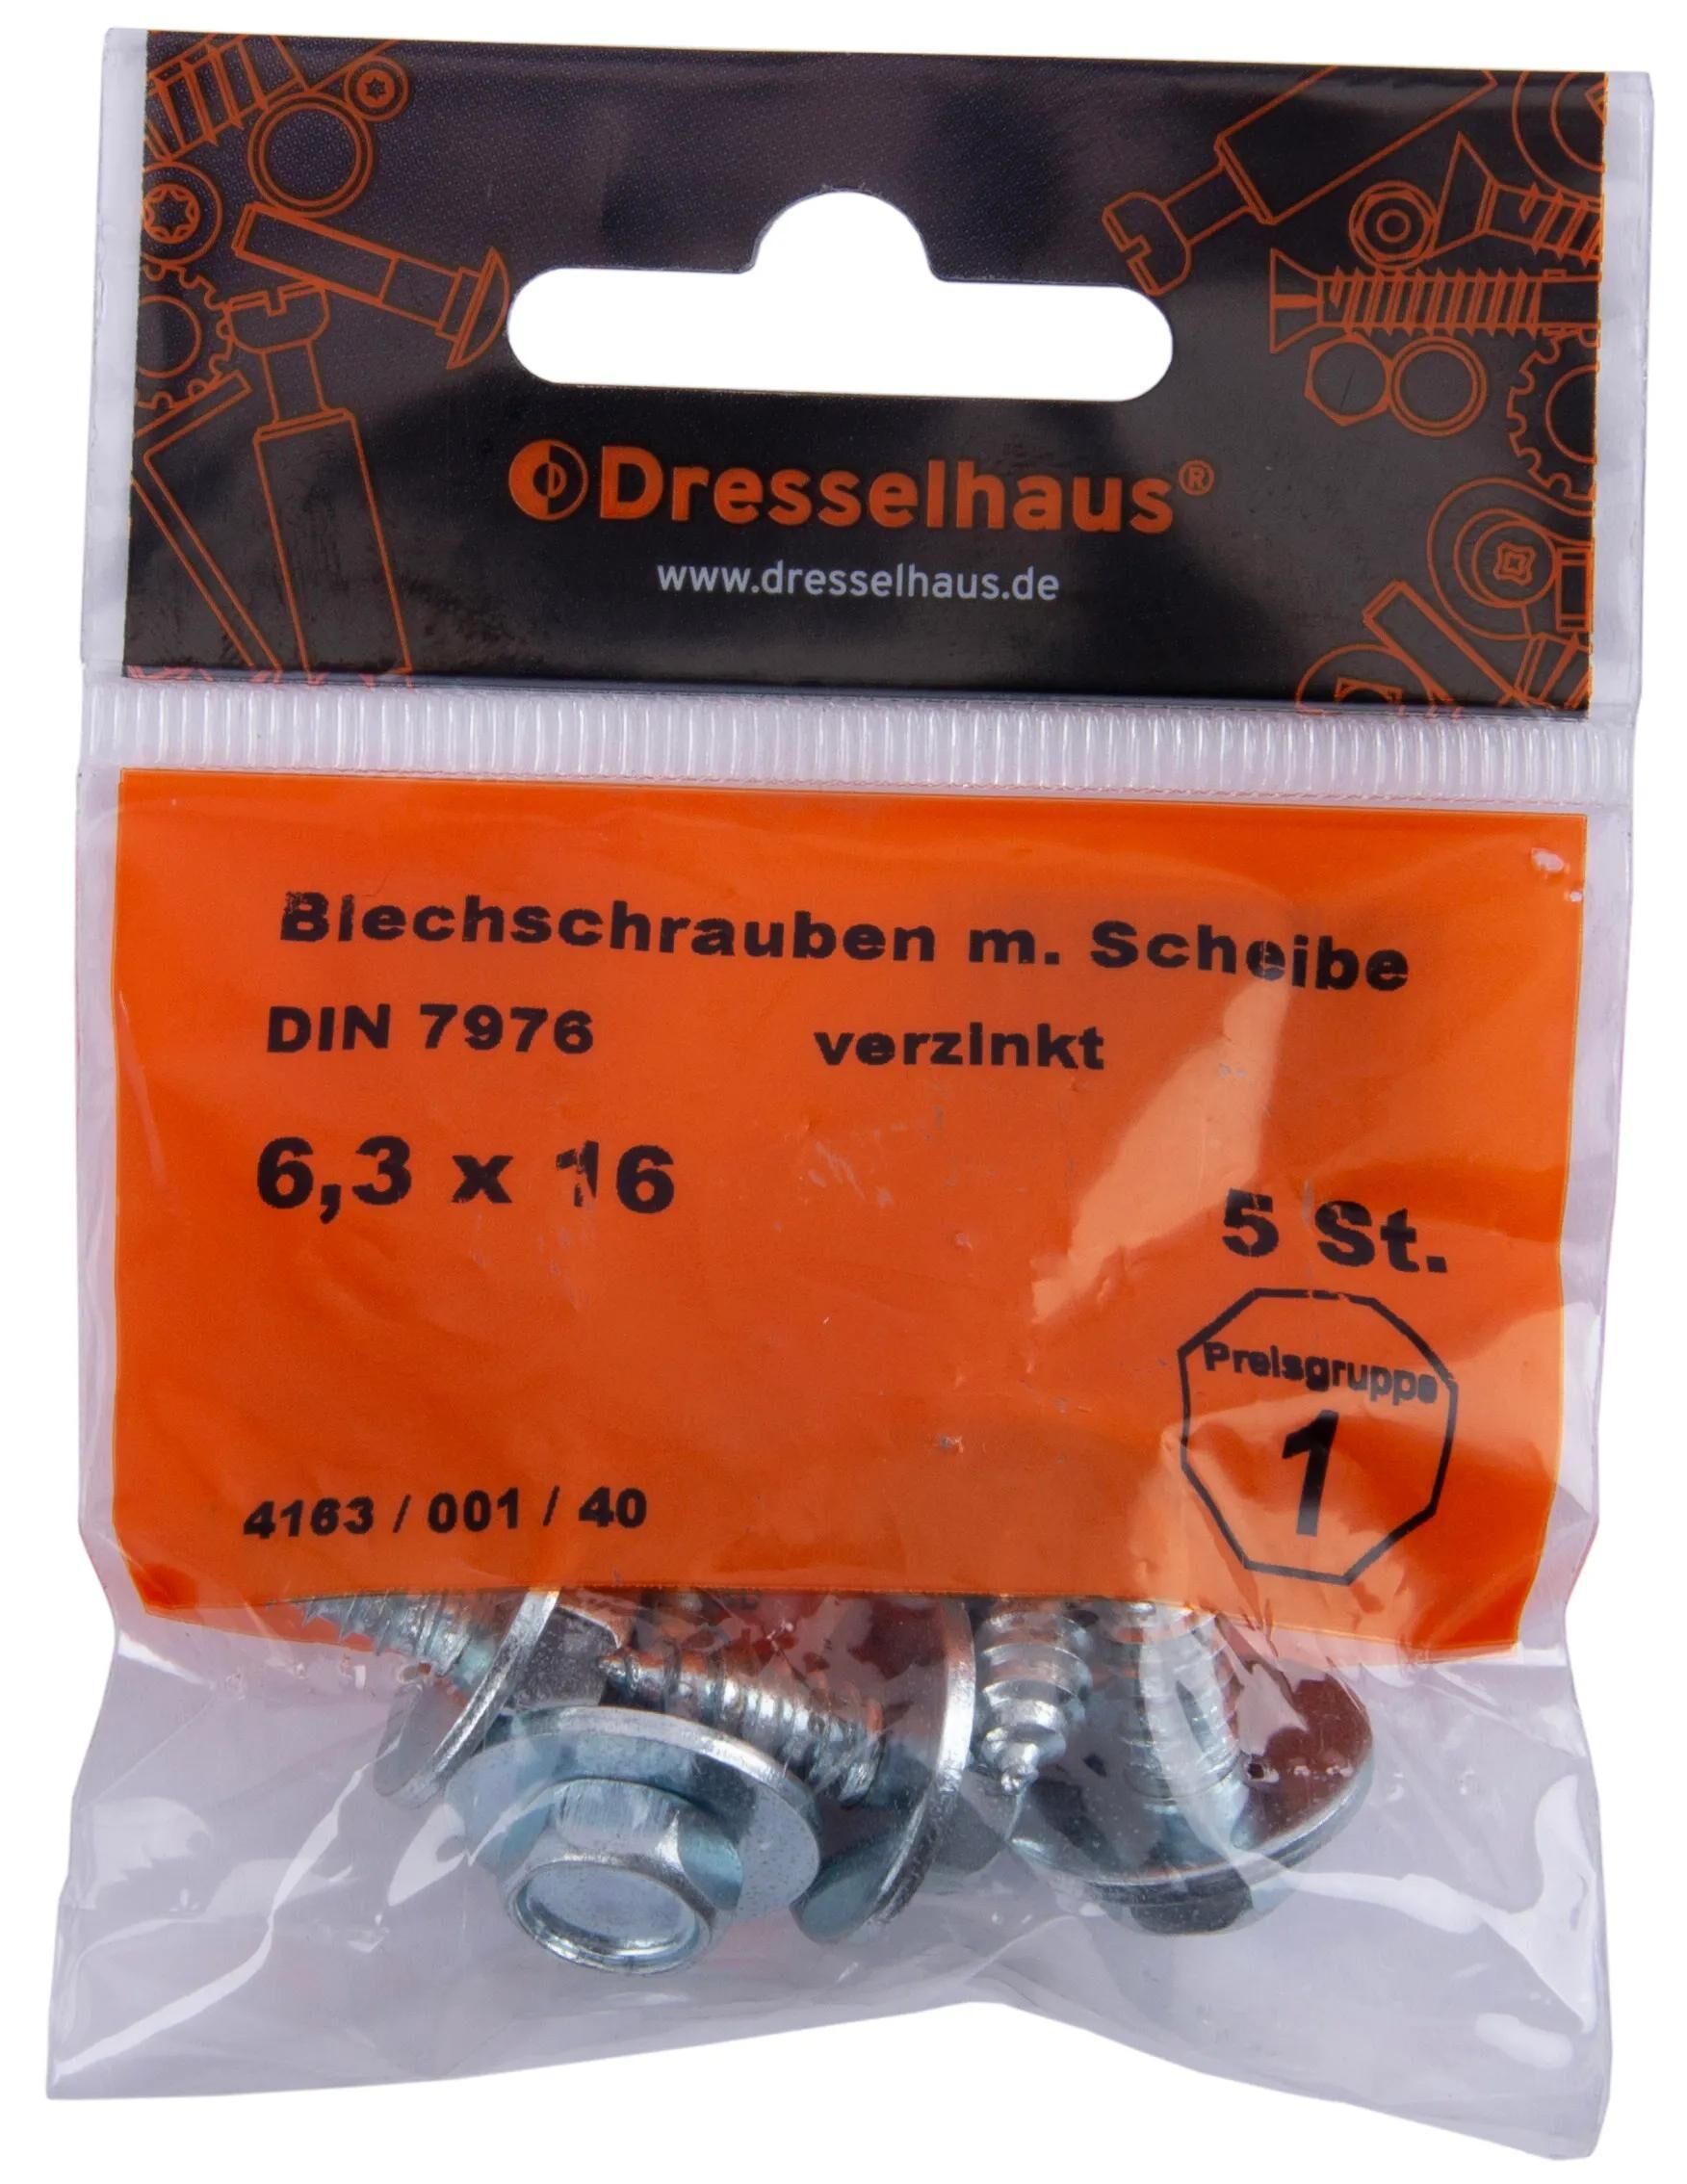 Dresselhaus®
www.dresselhaus.de
Blechschrauben m. Scheibe
DIN 7976 verzinkt
6,3 x 16
5 St.
Preisgruppe
1
4163 / 001 / 40